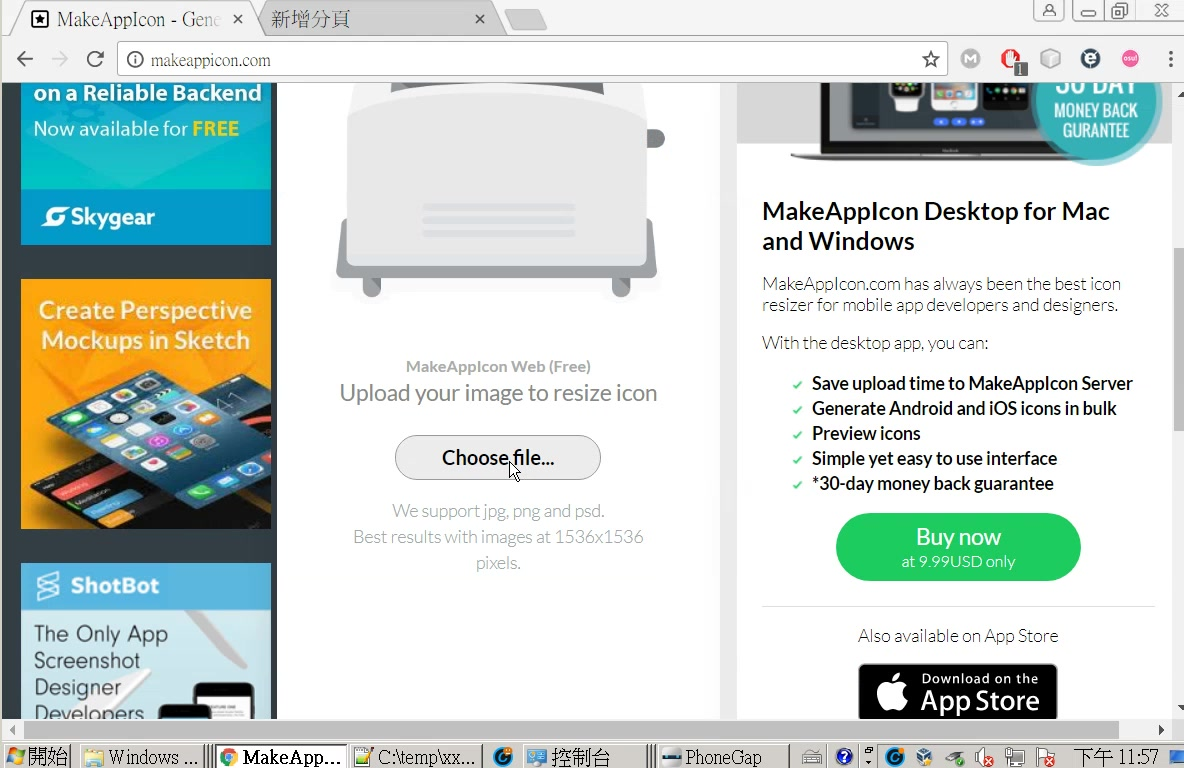 MakeAppIcon - Gene
新增分頁
makeappicon.com
1
osu!
on a Reliable Backend
Now available for FREE
Skygear
Create Perspective
Mockups in Sketch
ShotBot
The Only App
Screenshot
Designer
Developers
MakeAppIcon Web (Free)
Upload your image to resize icon
Choose file...
We support jpg, png and psd.
Best results with images at 1536x1536
pixels.
30 DAY
MONEY BACK
GURANTEE
MakeAppIcon Desktop for Mac
and Windows
MakeAppIcon.com has always been the best icon
resizer for mobile app developers and designers.
With the desktop app, you can:
Save upload time to MakeAppIcon Server
Generate Android and iOS icons in bulk
Preview icons
Simple yet easy to use interface
*30-day money back guarantee
Buy now
at 9.99USD only
Also available on App Store
Download on the
App Store
開始
Windows ...
MakeApp...
C:\temp\xx...
控制台
PhoneGap
下午 11:57